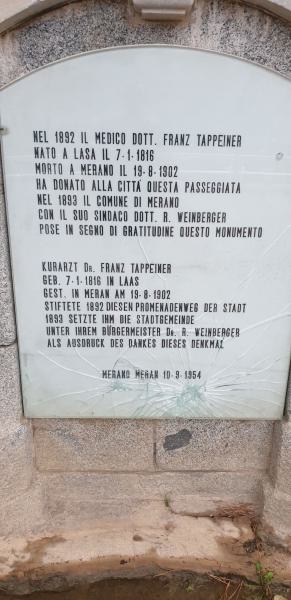 NEL 1892 IL MEDICO DOTT. FRANZ TAPPEINER
NATO A LASA IL 7-1-1816
MORTO A MERANO IL 19-8-1902
HA DONATO ALLA CITTÁ QUESTA PASSEGGIATA
NEL 1893 IL COMUNE DI MERANO
CON IL SUO SINDACO DOTT. R. WEINBERGER
POSE IN SEGNO DI GRATITUDINE QUESTO MONUMENTO
KURARZT DR. FRANZ TAPPEINER
GEB. 7-1-1816 IN LAAS
GEST. IN MERAN AM 19-8-1902
STIFTETE 1892 DIESEN PROMENADENWEG DER STADT
1893 SETZTE IHM DIE STADTGEMEINDE
UNTER IHREM BÜRGERMEISTER DR. R. WEINBERGER
ALS AUSDRUCK DES DANKES DIESES DENKMAL
MERANO MERAN 10-9-1954